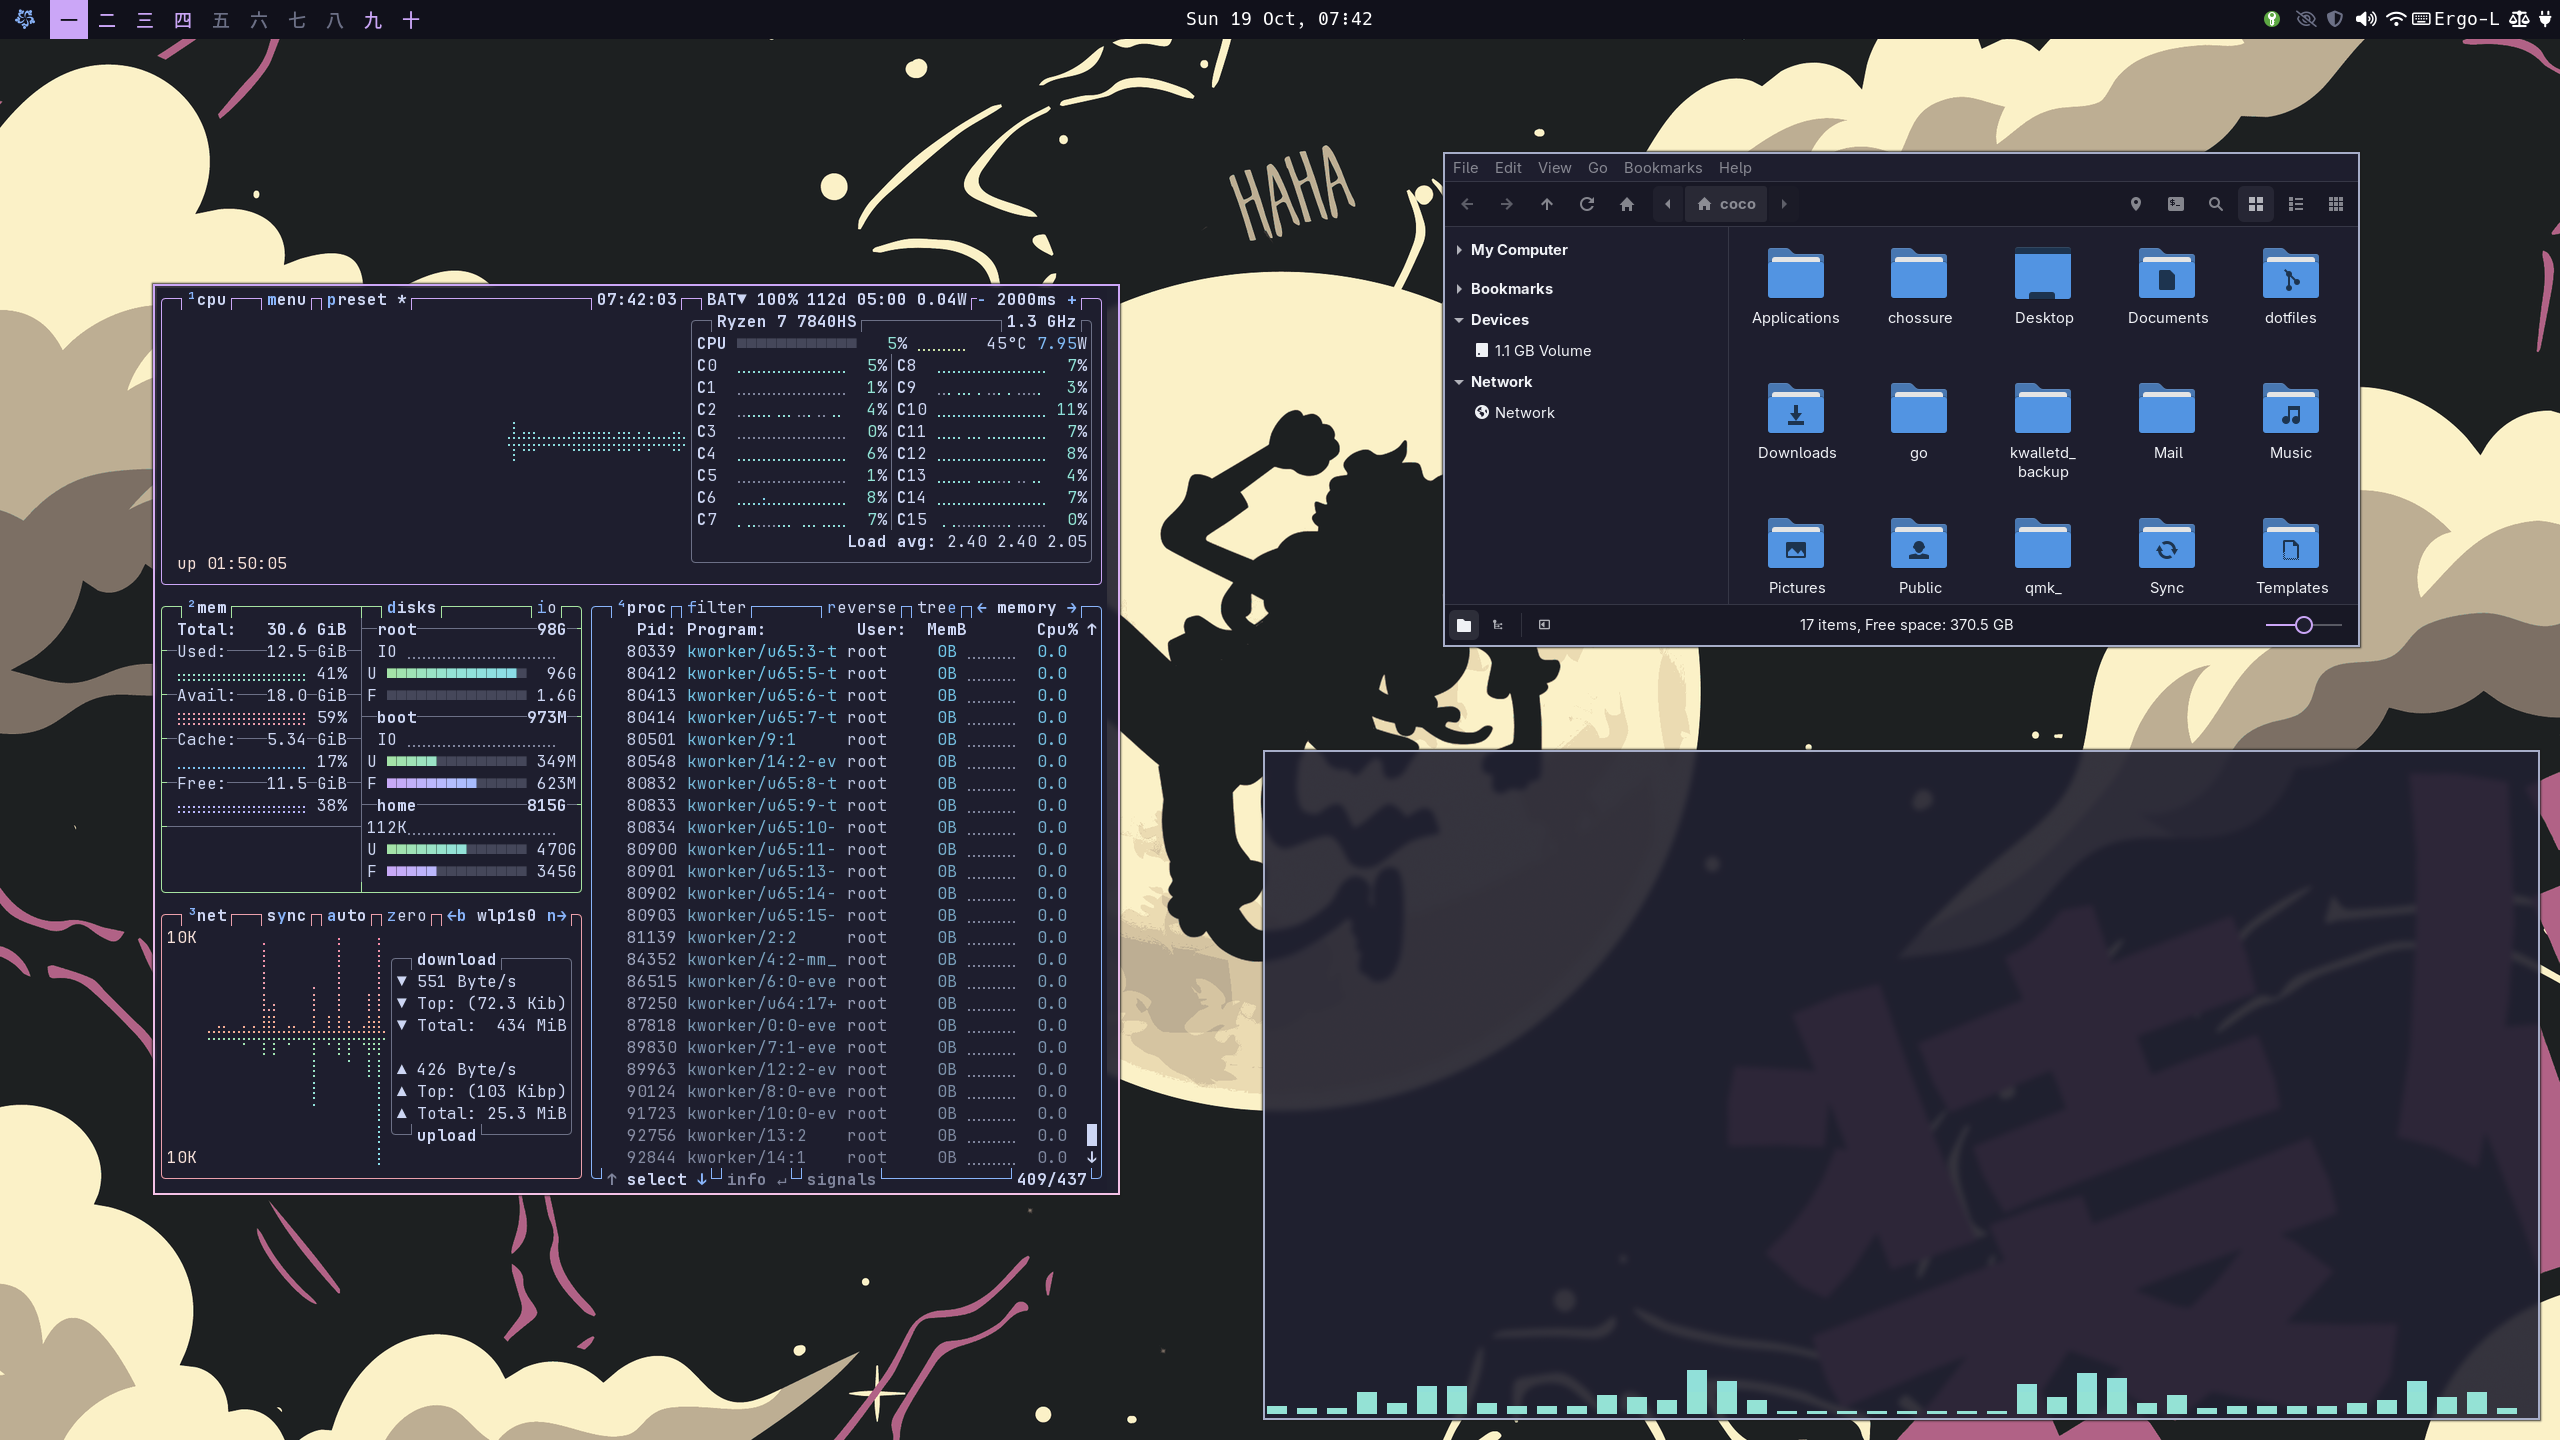 一 二 三 四 五 六 七 八 九 十
Sun 19 Oct, 07:42
Ergo-L
HAHA
¹cpu menu preset * 07:42:03 BAT▼ 100% 112d 05:00 0.04W - 2000ms +
Ryzen 7 7840HS 1.3 GHz
CPU 5% 45°C 7.95W
C0 5% C8 7%
C1 1% C9 3%
C2 4% C10 11%
C3 0% C11 7%
C4 6% C12 8%
C5 1% C13 4%
C6 8% C14 7%
C7 7% C15 0%
Load avg: 2.40 2.40 2.05
up 01:50:05
²mem disks io
Total: 30.6 GiB
Used: 12.5 GiB
41%
Avail: 18.0 GiB
59%
Cache: 5.34 GiB
17%
Free: 11.5 GiB
38%
root 98G
IO
U 96G
F 1.6G
boot 973M
IO
U 349M
F 623M
home 815G
112K
U 470G
F 345G
³net sync auto zero ←b wlp1s0 n→
10K
download
▼ 551 Byte/s
▼ Top: (72.3 Kib)
▼ Total: 434 MiB
▲ 426 Byte/s
▲ Top: (103 Kibp)
▲ Total: 25.3 MiB
upload
10K
⁴proc filter reverse tree ← memory →
Pid: Program: User: MemB Cpu% ↑
80339 kworker/u65:3-t root 0B 0.0
80412 kworker/u65:5-t root 0B 0.0
80413 kworker/u65:6-t root 0B 0.0
80414 kworker/u65:7-t root 0B 0.0
80501 kworker/9:1 root 0B 0.0
80548 kworker/14:2-ev root 0B 0.0
80832 kworker/u65:8-t root 0B 0.0
80833 kworker/u65:9-t root 0B 0.0
80834 kworker/u65:10- root 0B 0.0
80900 kworker/u65:11- root 0B 0.0
80901 kworker/u65:13- root 0B 0.0
80902 kworker/u65:14- root 0B 0.0
80903 kworker/u65:15- root 0B 0.0
81139 kworker/2:2 root 0B 0.0
84352 kworker/4:2-mm_ root 0B 0.0
86515 kworker/6:0-eve root 0B 0.0
87250 kworker/u64:17+ root 0B 0.0
87818 kworker/0:0-eve root 0B 0.0
89830 kworker/7:1-eve root 0B 0.0
89963 kworker/12:2-ev root 0B 0.0
90124 kworker/8:0-eve root 0B 0.0
91723 kworker/10:0-ev root 0B 0.0
92756 kworker/13:2 root 0B 0.0
92844 kworker/14:1 root 0B 0.0 ↓
↑ select ↓ info ↵ signals 409/437
File Edit View Go Bookmarks Help
coco
My Computer
Bookmarks
Devices
1.1 GB Volume
Network
Network
Applications chossure Desktop Documents dotfiles
Downloads go kwalletd_
backup Mail Music
Pictures Public qmk_ Sync Templates
17 items, Free space: 370.5 GB